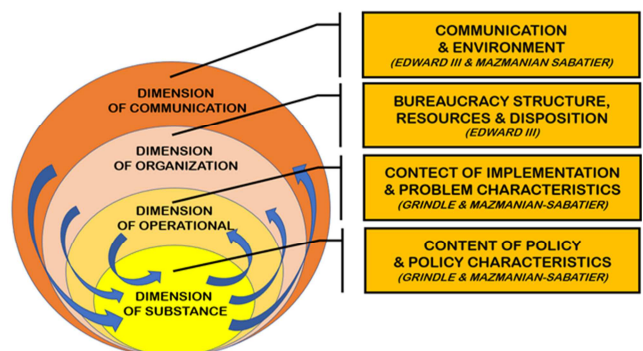 DIMENSION
OF COMMUNICATION
DIMENSION
OF ORGANIZATION
DIMENSION
OF OPERATIONAL
DIMENSION
OF SUBSTANCE
COMMUNICATION
& ENVIRONMENT
(EDWARD III & MAZMANIAN SABATIER)
BUREAUCRACY STRUCTURE,
RESOURCES & DISPOSITION
(EDWARD III)
CONTECT OF IMPLEMENTATION
& PROBLEM CHARACTERISTICS
(GRINDLE & MAZMANIAN-SABATIER)
CONTENT OF POLICY
& POLICY CHARACTERISTICS
(GRINDLE & MAZMANIAN-SABATIER)